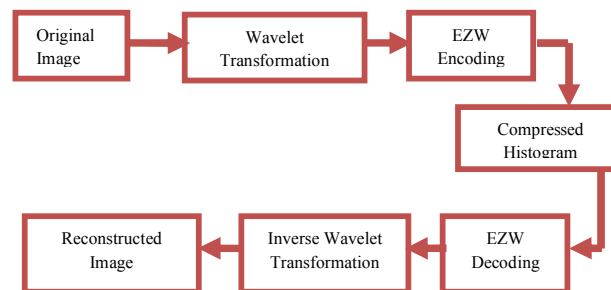 Original
Image
Wavelet
Transformation
EZW
Encoding
Compressed
Histogram
EZW
Decoding
Inverse Wavelet
Transformation
Reconstructed
Image